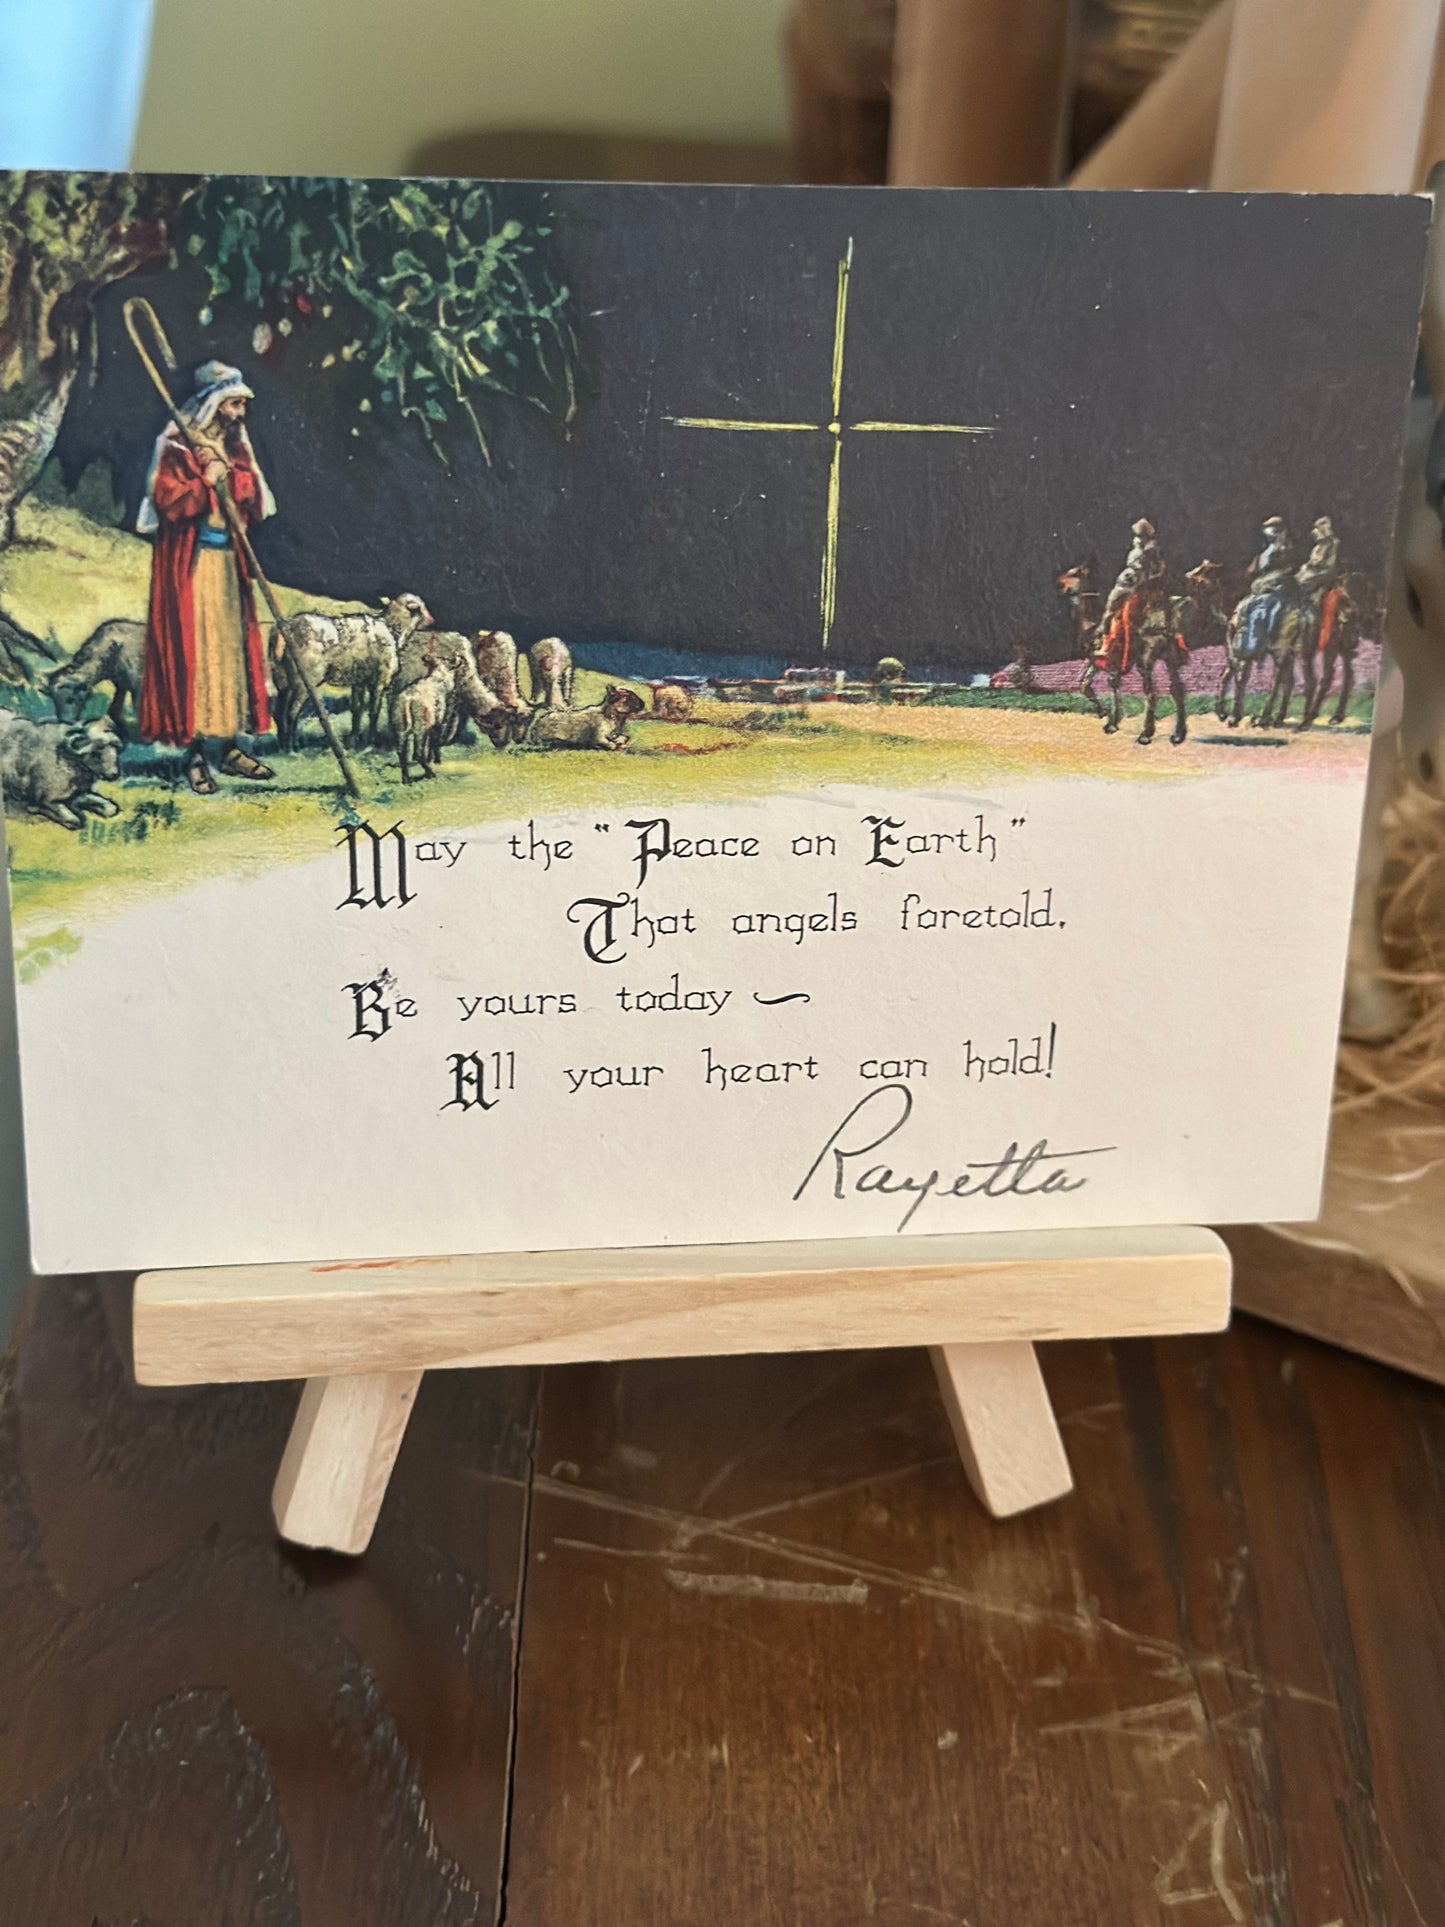 May the "Peace on Earth"
That angels foretold,
Be yours today ~
All your heart can hold!
Rayetta